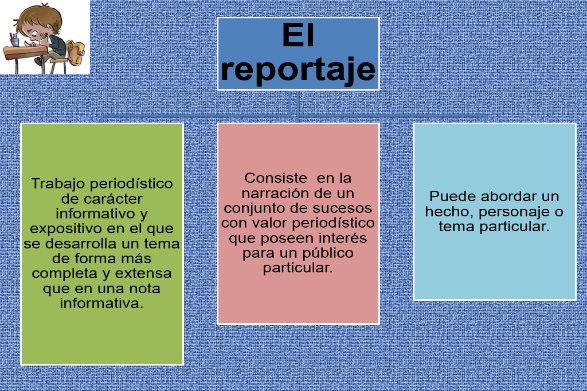 El
reportaje
Trabajo periodístico
de carácter
informativo y
expositivo en el que
se desarrolla un tema
de forma más
completa y extensa
que en una nota
informativa.
Consiste en la
narración de un
conjunto de sucesos
con valor periodístico
que poseen interés
para un público
particular.
Puede abordar un
hecho, personaje o
tema particular.